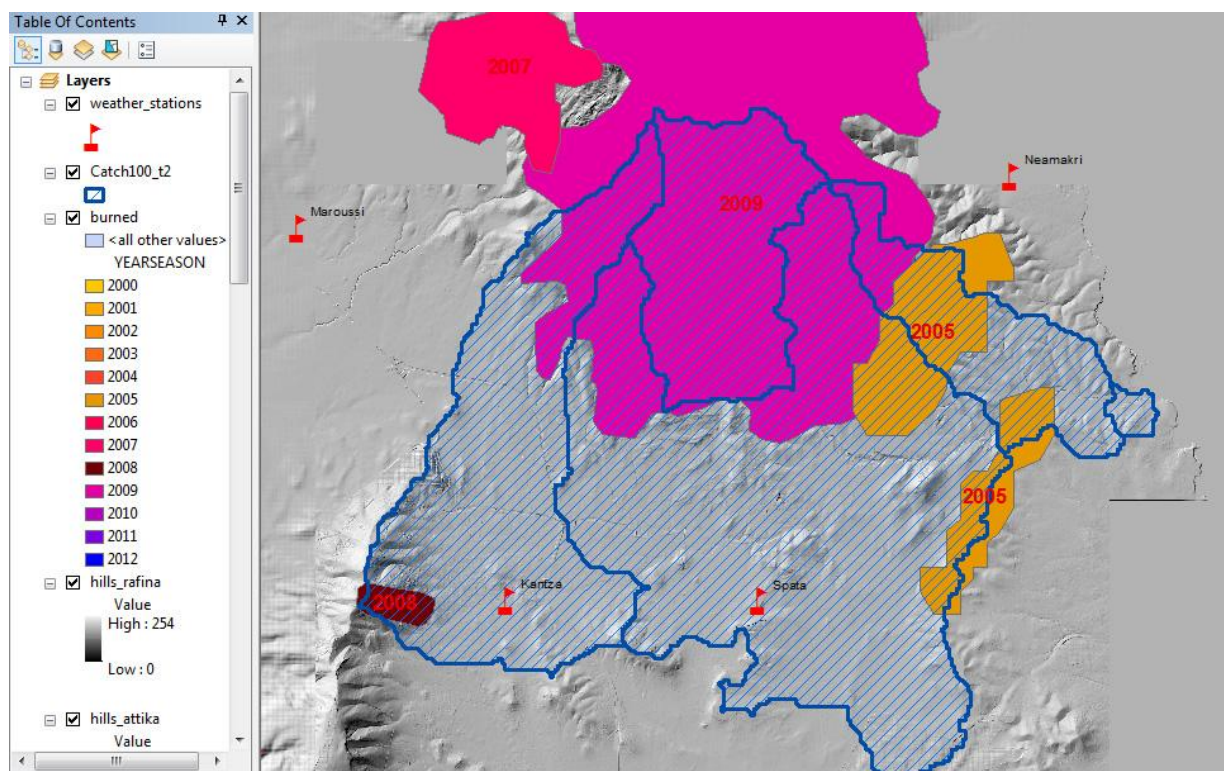 Table Of Contents
Layers
weather_stations
Catch100_t2
burned
<all other values>
YEARSEASON
2000
2001
2002
2003
2004
2005
2006
2007
2008
2009
2010
2011
2012
hills_rafina
Value
High : 254
Low : 0
hills_attika
Value
2007
Neamakri
Maroussi
2009
2005
2005
Kantza
Spata
2008